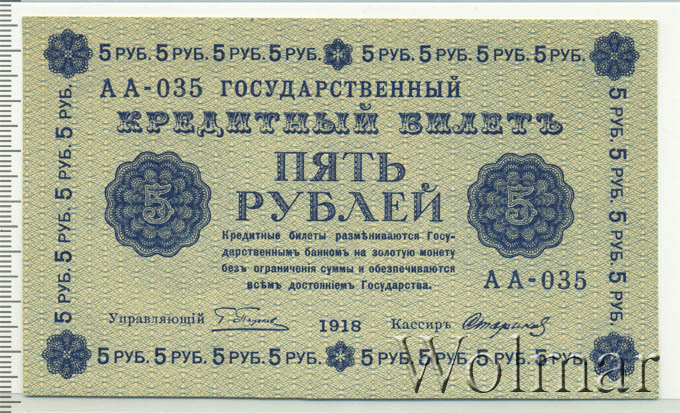 5 РУБ. 5 РУБ. 5 РУБ. 5 РУБ. 5 РУБ. 5 РУБ. 5 РУБ. 5 РУБ.
АА-035 ГОСУДАРСТВЕННЫЙ
КРЕДИТНЫЙ БИЛЕТЪ
ПЯТЬ
РУБЛЕЙ
5 5
Кредитные билеты размѣниваются Госу-
дарственнымъ банкомъ на золотую монету
безъ ограниченія суммы и обезпечиваются
всѣмъ достояніемъ Государства.
АА-035
Управляющій Г. Пятаков 1918 Кассиръ Стариков
5 РУБ. 5 РУБ. 5 РУБ. 5 РУБ. 5 РУБ. 5 РУБ. 5 РУБ. 5 РУБ.
5 РУБ. 5 РУБ. 5 РУБ. 5 РУБ.
5 РУБ. 5 РУБ. 5 РУБ. 5 РУБ.
Wolmar